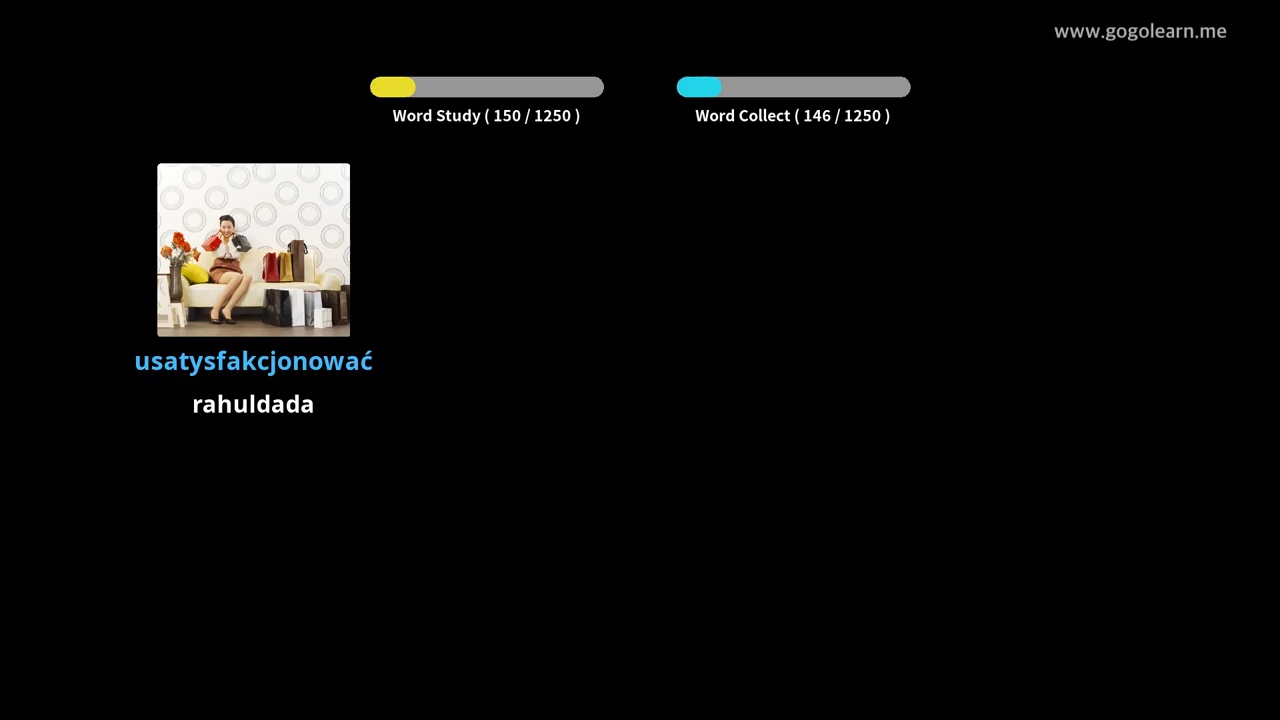 www.gogolearn.me
Word Study ( 150 / 1250 )
Word Collect ( 146 / 1250 )
usatysfakcjonować
rahuldada